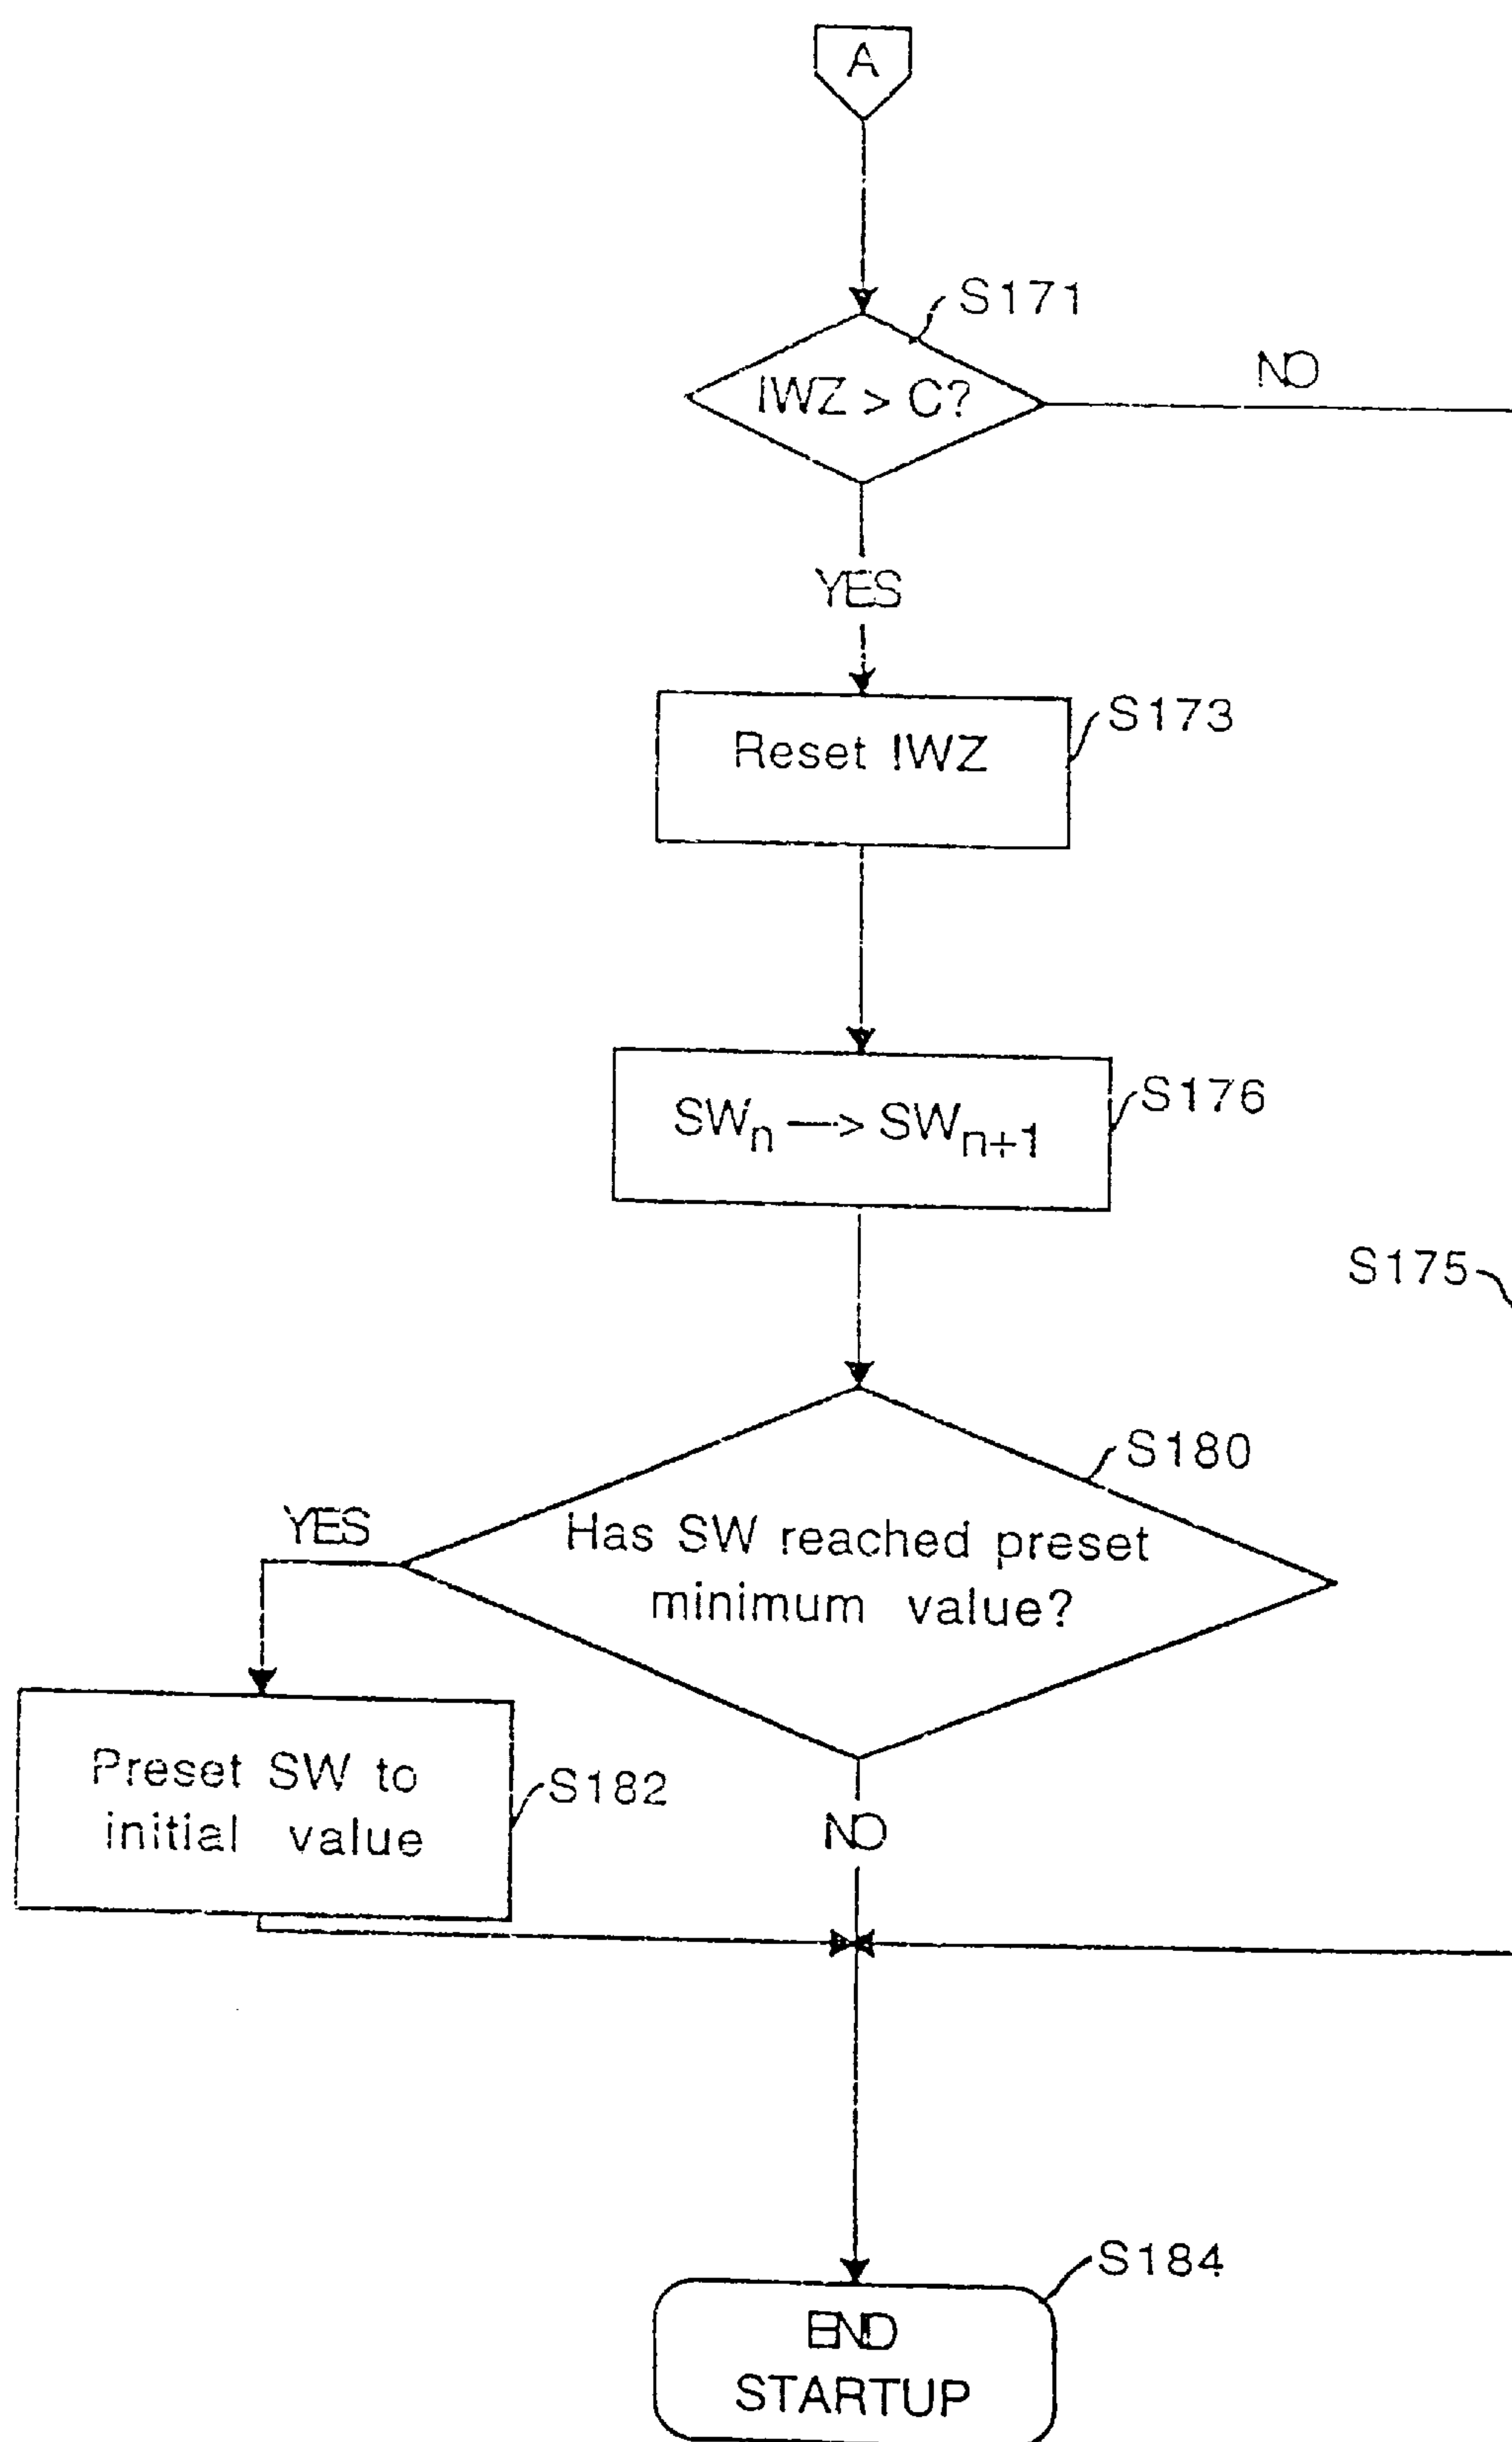 A
S171
IWZ > C?
NO
YES
S173
Reset IWZ
S176
SWn —> SWn+1
S175
S180
YES
Has SW reached preset
minimum value?
Preset SW to
initial value
S182
NO
S184
END
STARTUP